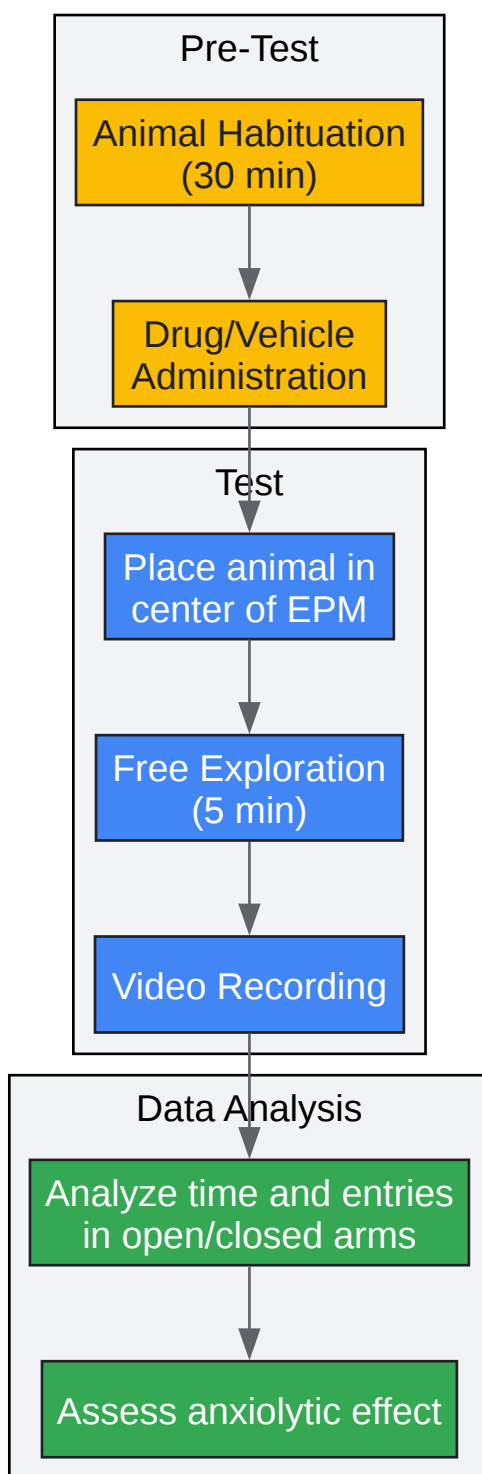 Pre-Test
Animal Habituation
(30 min)
Drug/Vehicle
Administration
Test
Place animal in
center of EPM
Free Exploration
(5 min)
Video Recording
Data Analysis
Analyze time and entries
in open/closed arms
Assess anxiolytic effect